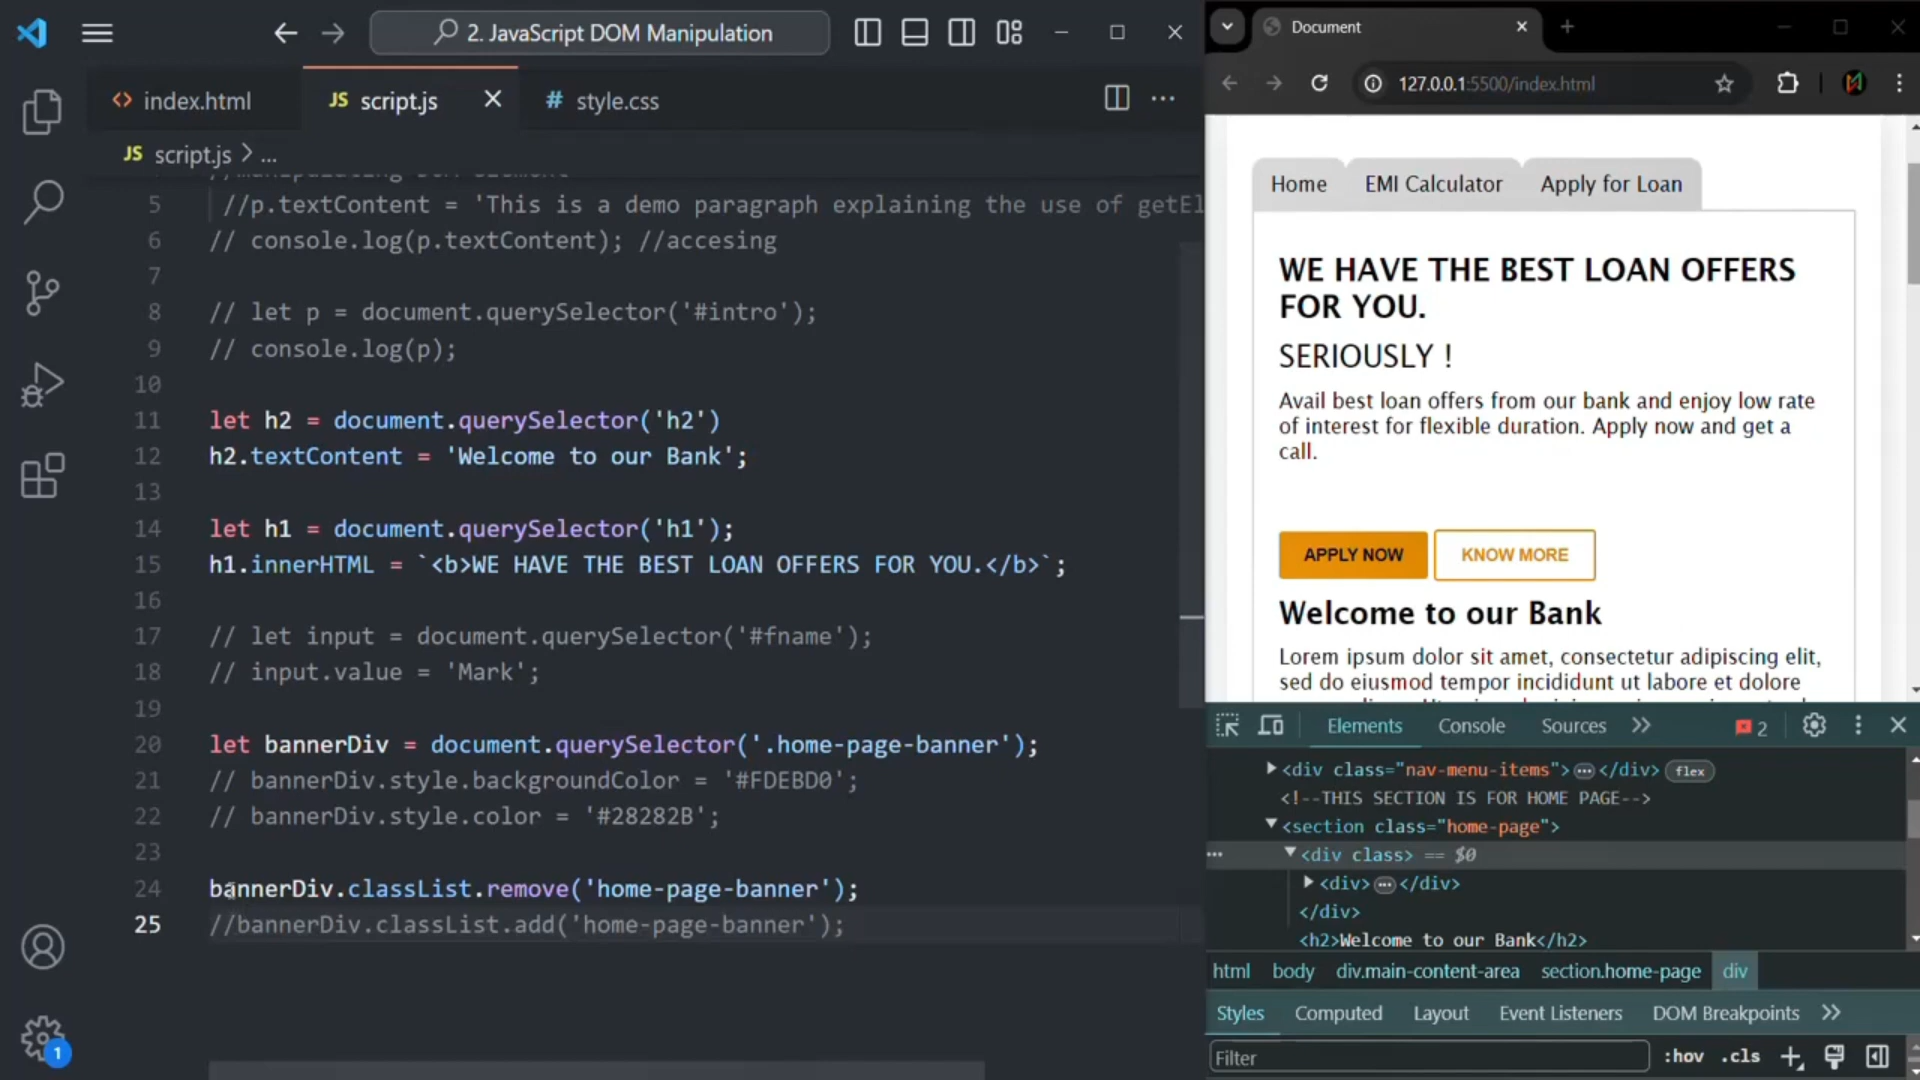 2. JavaScript DOM Manipulation
index.html
JS script.js
# style.css
JS script.js > ...
5 //p.textContent = 'This is a demo paragraph explaining the use of getEl
6 // console.log(p.textContent); //accesing
7
8 // let p = document.querySelector('#intro');
9 // console.log(p);
10
11 let h2 = document.querySelector('h2')
12 h2.textContent = 'Welcome to our Bank';
13
14 let h1 = document.querySelector('h1');
15 h1.innerHTML = `<b>WE HAVE THE BEST LOAN OFFERS FOR YOU.</b>`;
16
17 // let input = document.querySelector('#fname');
18 // input.value = 'Mark';
19
20 let bannerDiv = document.querySelector('.home-page-banner');
21 // bannerDiv.style.backgroundColor = '#FDEBD0';
22 // bannerDiv.style.color = '#28282B';
23
24 bannerDiv.classList.remove('home-page-banner');
25 //bannerDiv.classList.add('home-page-banner');
1
Document
127.0.0.1:5500/index.html
Home EMI Calculator Apply for Loan
WE HAVE THE BEST LOAN OFFERS
FOR YOU.
SERIOUSLY !
Avail best loan offers from our bank and enjoy low rate
of interest for flexible duration. Apply now and get a
call.
APPLY NOW KNOW MORE
Welcome to our Bank
Lorem ipsum dolor sit amet, consectetur adipiscing elit,
sed do eiusmod tempor incididunt ut labore et dolore
Elements Console Sources >> 2
<div class="nav-menu-items">…</div> flex
<!--THIS SECTION IS FOR HOME PAGE-->
<section class="home-page">
… <div class> == $0
<div>…</div>
</div>
<h2>Welcome to our Bank</h2>
html body div.main-content-area section.home-page div
Styles Computed Layout Event Listeners DOM Breakpoints >>
Filter :hov .cls